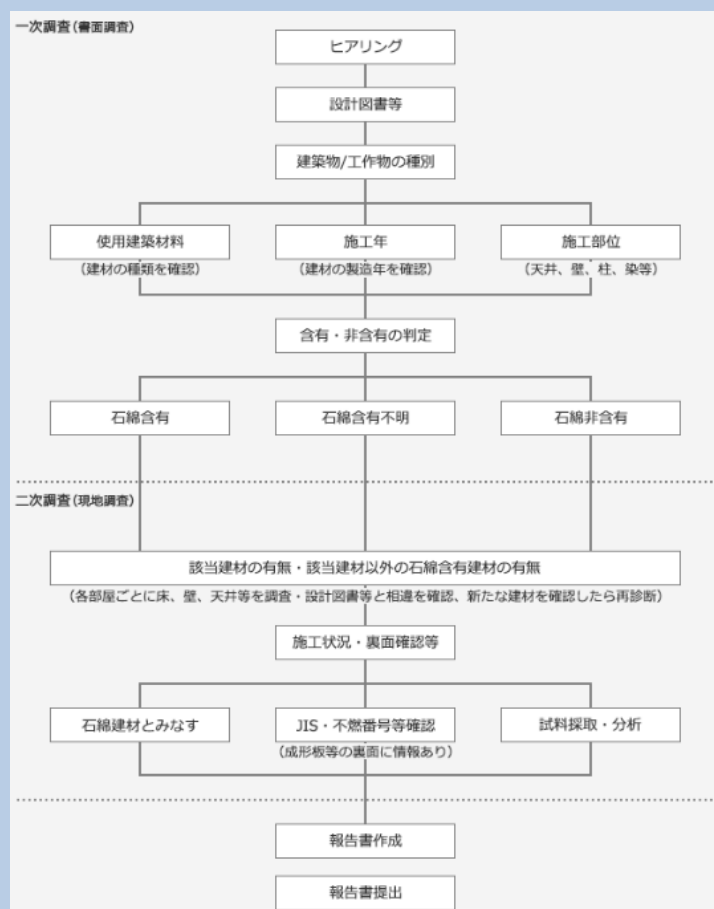 一次調査(書面調査)
ヒアリング
設計図書等
建築物/工作物の種別
使用建築材料
(建材の種類を確認)
施工年
(建材の製造年を確認)
施工部位
(天井、壁、柱、染等)
含有・非含有の判定
石綿含有
石綿含有不明
石綿非含有
二次調査(現地調査)
該当建材の有無・該当建材以外の石綿含有建材の有無
(各部屋ごとに床、壁、天井等を調査・設計図書等と相違を確認、新たな建材を確認したら再診断)
施工状況・裏面確認等
石綿建材とみなす
JIS・不燃番号等確認
(成形板等の裏面に情報あり)
試料採取・分析
報告書作成
報告書提出